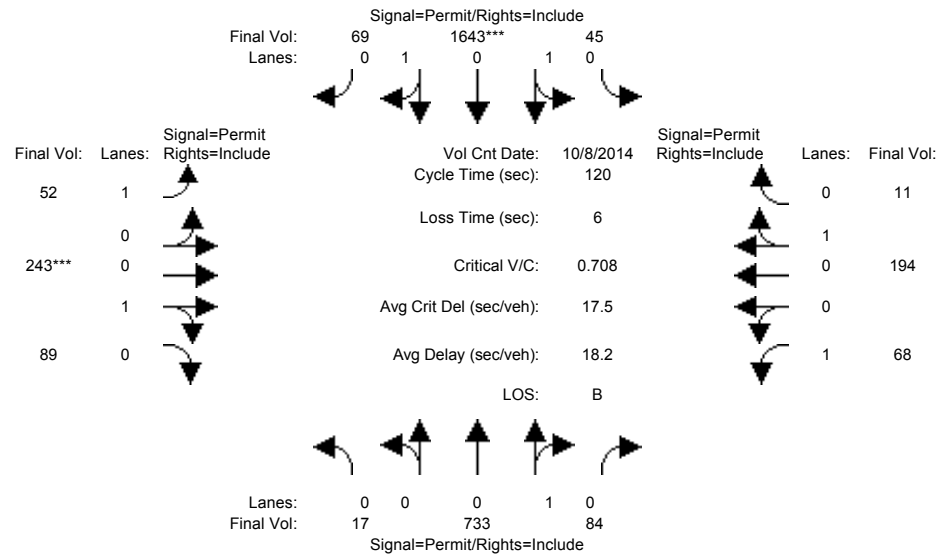 Signal=Permit/Rights=Include
Final Vol: 69 1643*** 45
Lanes: 0 1 0 1 0
Signal=Permit Signal=Permit
Final Vol: Lanes: Rights=Include Vol Cnt Date: 10/8/2014 Rights=Include Lanes: Final Vol:
Cycle Time (sec): 120
52 1 0 11
Loss Time (sec): 6
0 1
243*** 0 Critical V/C: 0.708 0 194
1 Avg Crit Del (sec/veh): 17.5 0
89 0 Avg Delay (sec/veh): 18.2 1 68
LOS: B
Lanes: 0 0 0 1 0
Final Vol: 17 733 84
Signal=Permit/Rights=Include